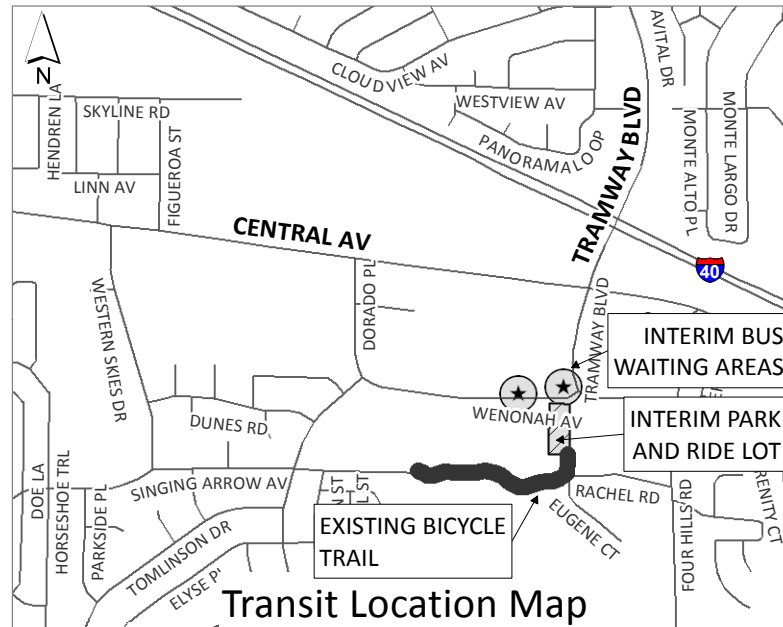 N
CLOUDVIEW AV
AVITAL DR
WESTVIEW AV
TRAMWAY BLVD
HENDREN LA
SKYLINE RD
FIGUEROA ST
PANORAMA LOOP
MONTE ALTO PL
MONTE LARGO DR
LINN AV
CENTRAL AV
40
WESTERN SKIES DR
DORADO PL
TRAMWAY BLVD
INTERIM BUS
WAITING AREAS
DUNES RD
WENONAH AV
INTERIM PARK
AND RIDE LOT
DOE LA
HORSESHOE TRL
PARKSIDE PL
SINGING ARROW AV
RACHEL RD
FOUR HILLS RD
EXISTING BICYCLE
TRAIL
EUGENE CT
TOMLINSON DR
Transit Location Map